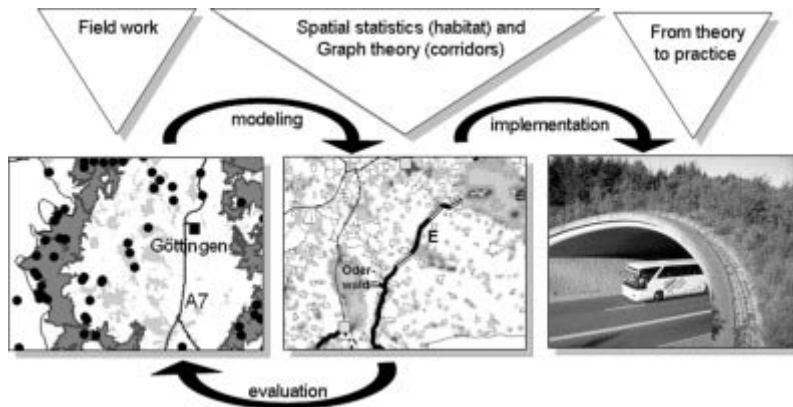 Field work
Spatial statistics (habitat) and
Graph theory (corridors)
From theory
to practice
modeling
implementation
Göttingen
A7
Oder-
wald
E
E
evaluation